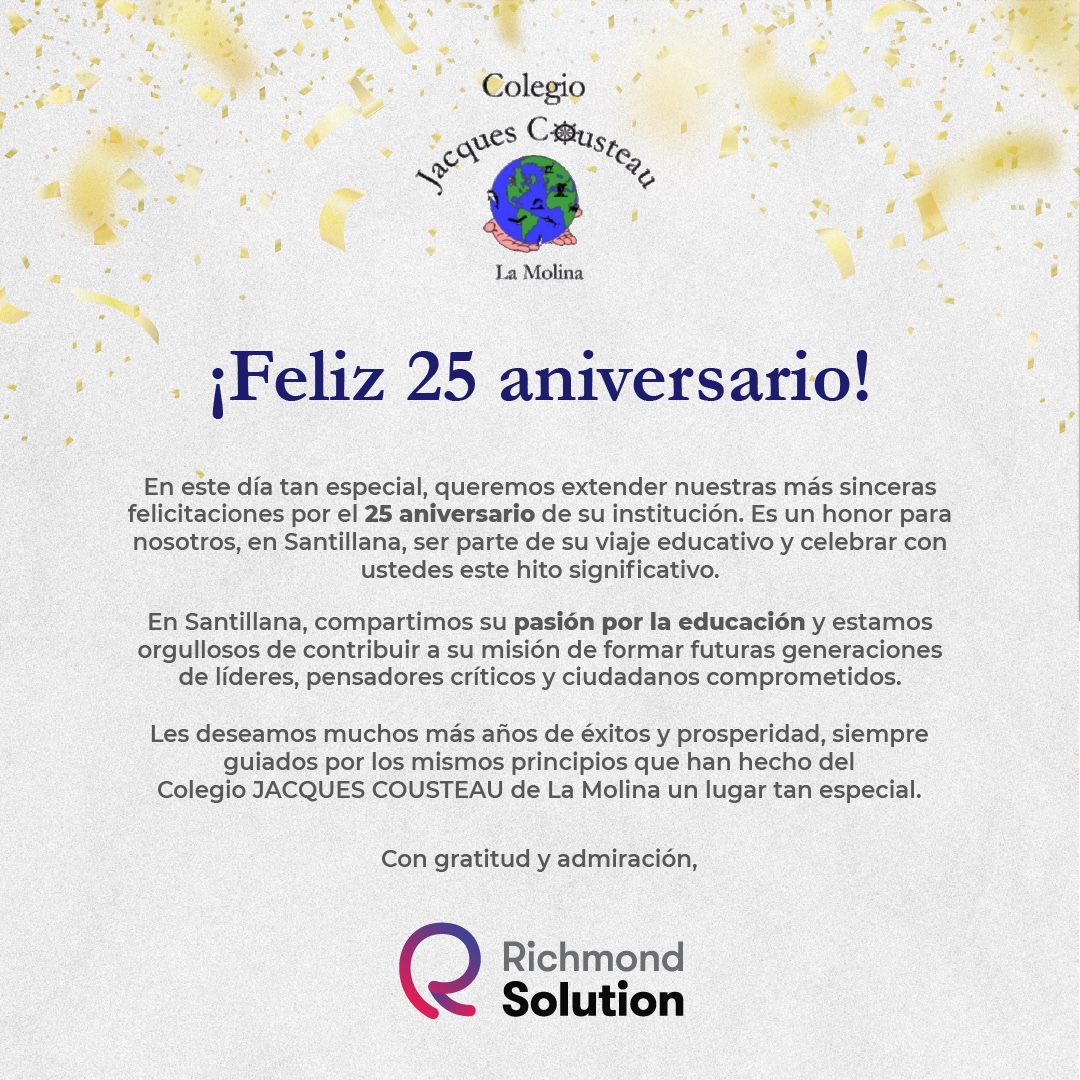 Colegio
Jacques Cousteau
La Molina
¡Feliz 25 aniversario!
En este día tan especial, queremos extender nuestras más sinceras
felicitaciones por el 25 aniversario de su institución. Es un honor para
nosotros, en Santillana, ser parte de su viaje educativo y celebrar con
ustedes este hito significativo.
En Santillana, compartimos su pasión por la educación y estamos
orgullosos de contribuir a su misión de formar futuras generaciones
de líderes, pensadores críticos y ciudadanos comprometidos.
Les deseamos muchos más años de éxitos y prosperidad, siempre
guiados por los mismos principios que han hecho del
Colegio JACQUES COUSTEAU de La Molina un lugar tan especial.
Con gratitud y admiración,
Richmond
Solution